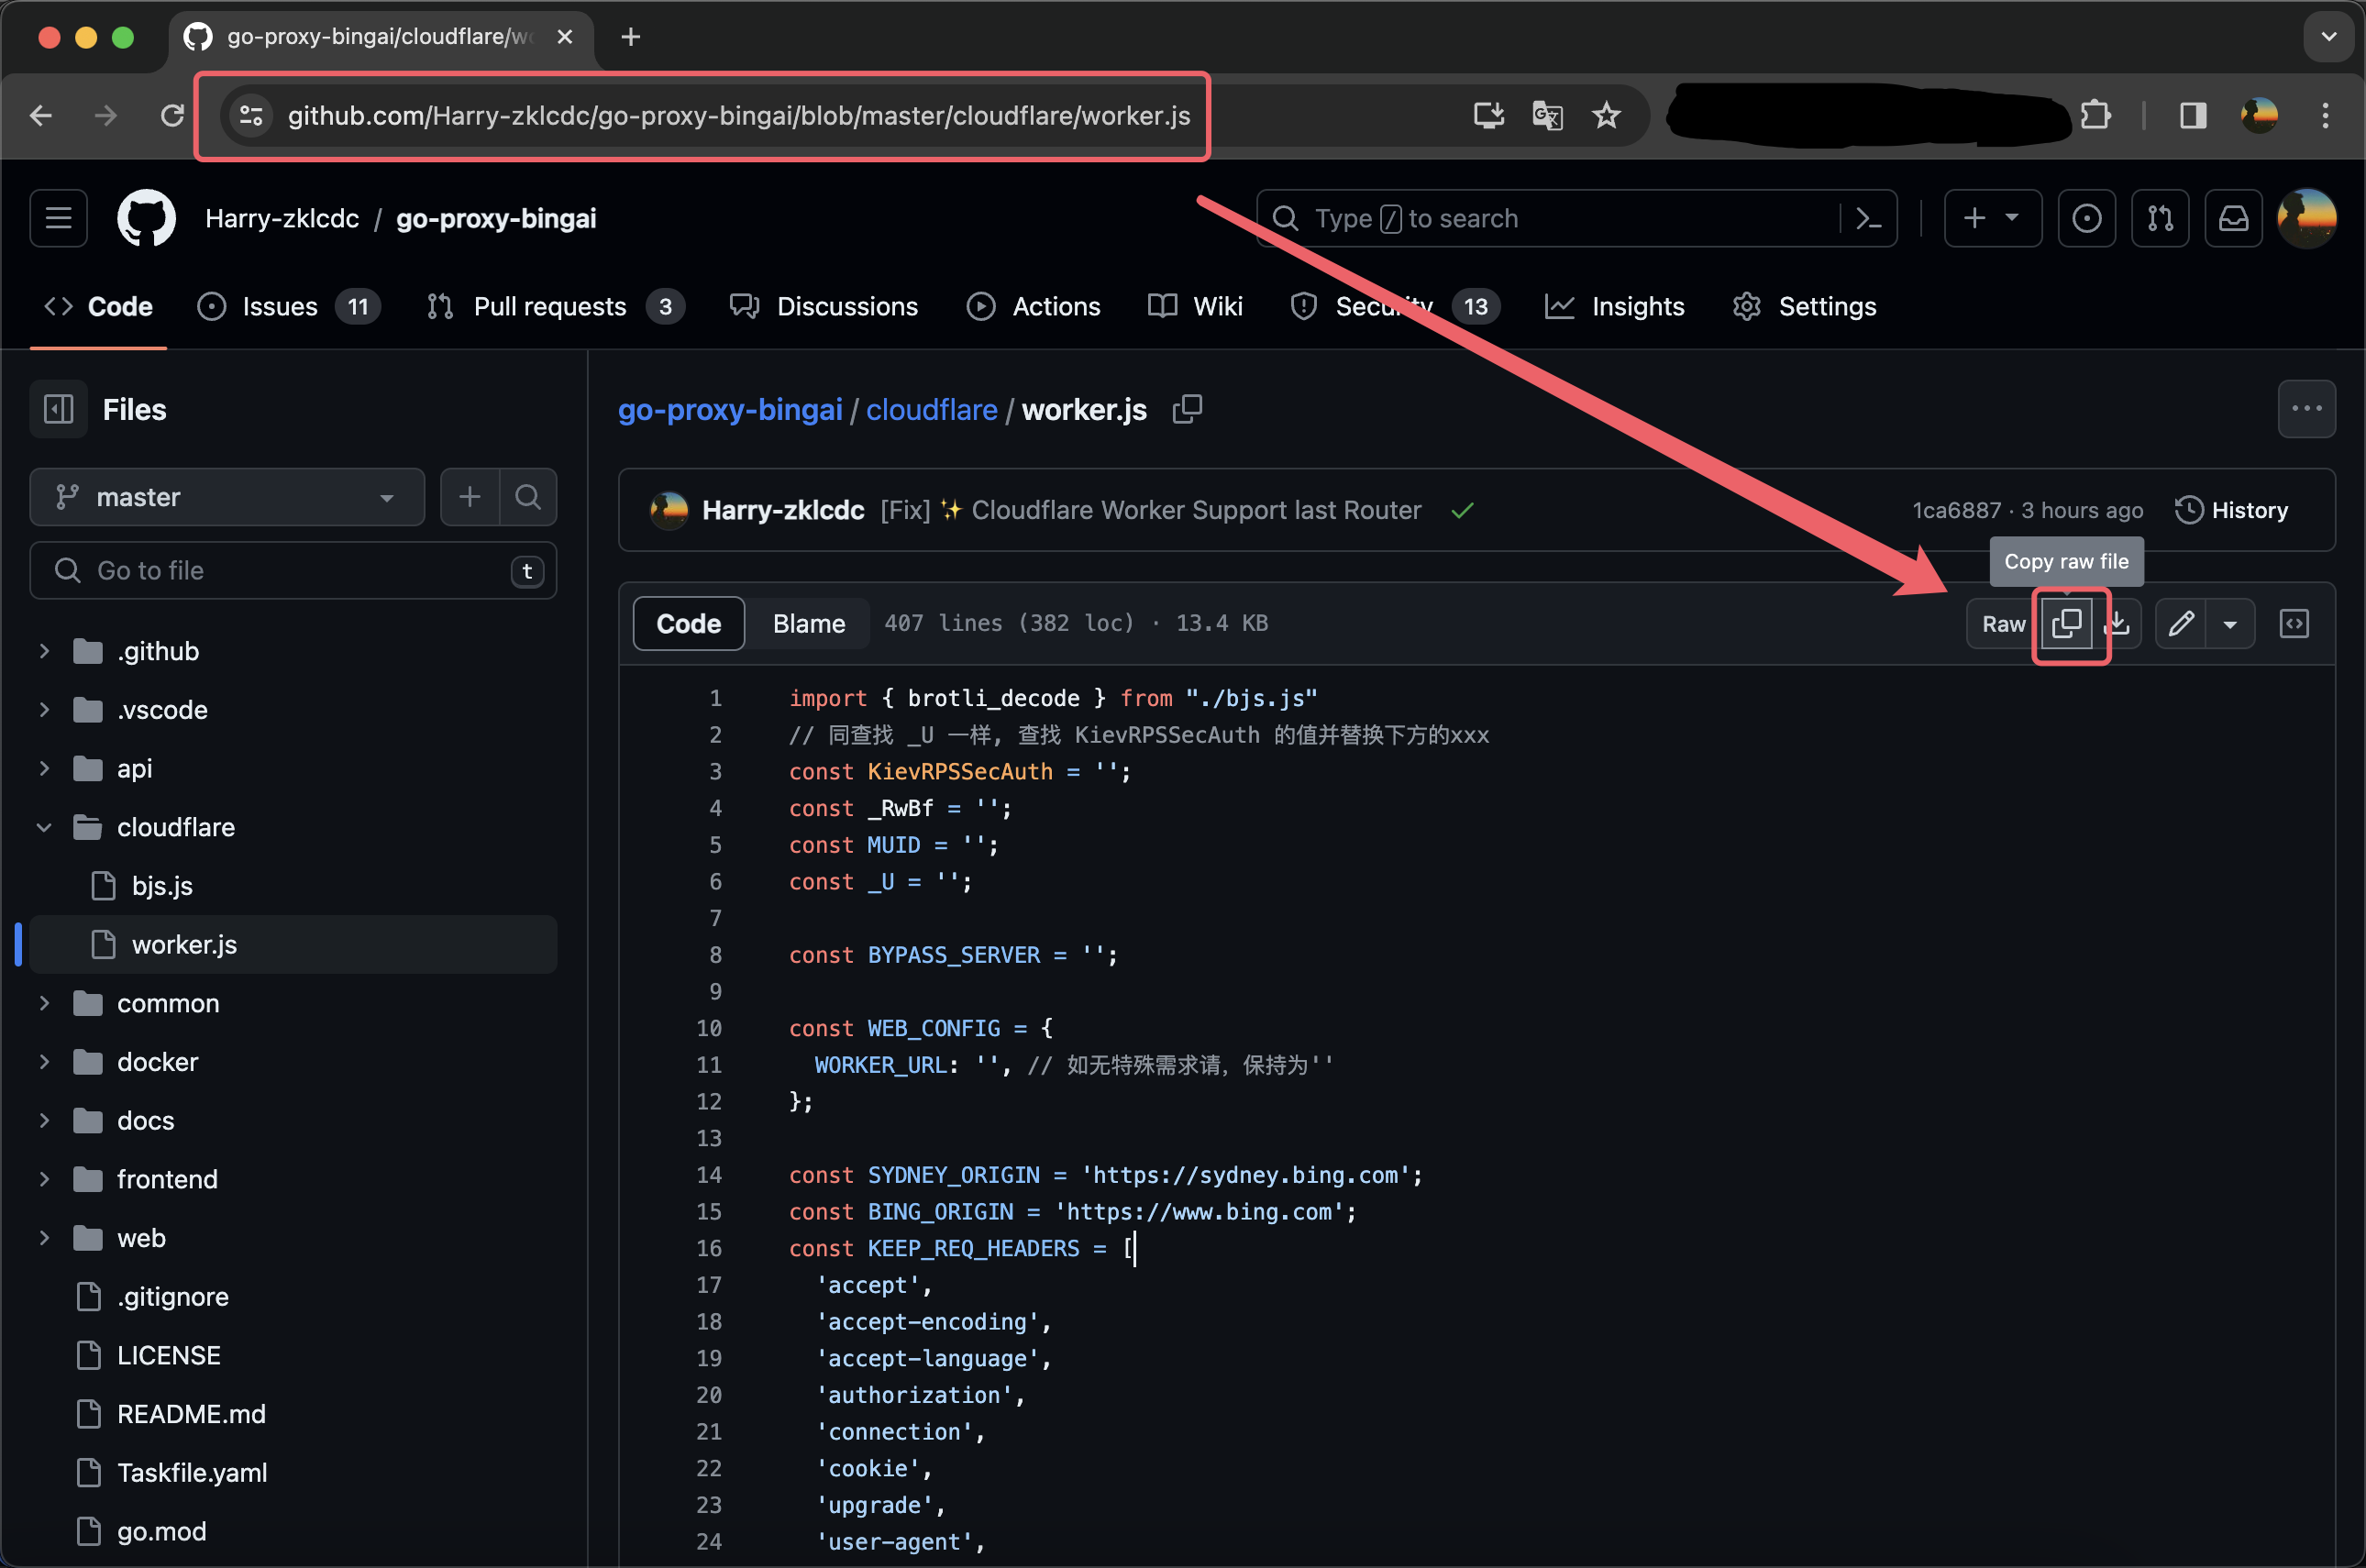 go-proxy-bingai/cloudflare/wo
github.com/Harry-zklcdc/go-proxy-bingai/blob/master/cloudflare/worker.js
Harry-zklcdc / go-proxy-bingai
Type / to search
Code
Issues 11
Pull requests 3
Discussions
Actions
Wiki
Security 13
Insights
Settings
Files
master
Go to file
t
.github
.vscode
api
cloudflare
bjs.js
worker.js
common
docker
docs
frontend
web
.gitignore
LICENSE
README.md
Taskfile.yaml
go.mod
go-proxy-bingai / cloudflare / worker.js
Harry-zklcdc [Fix] ✨ Cloudflare Worker Support last Router
1ca6887 · 3 hours ago
History
Copy raw file
Code
Blame
407 lines (382 loc) · 13.4 KB
Raw
1 import { brotli_decode } from "./bjs.js"
2 // 同查找 _U 一样, 查找 KievRPSSecAuth 的值并替换下方的xxx
3 const KievRPSSecAuth = '';
4 const _RwBf = '';
5 const MUID = '';
6 const _U = '';
7
8 const BYPASS_SERVER = '';
9
10 const WEB_CONFIG = {
11 WORKER_URL: '', // 如无特殊需求请，保持为''
12 };
13
14 const SYDNEY_ORIGIN = 'https://sydney.bing.com';
15 const BING_ORIGIN = 'https://www.bing.com';
16 const KEEP_REQ_HEADERS = [
17 'accept',
18 'accept-encoding',
19 'accept-language',
20 'authorization',
21 'connection',
22 'cookie',
23 'upgrade',
24 'user-agent',